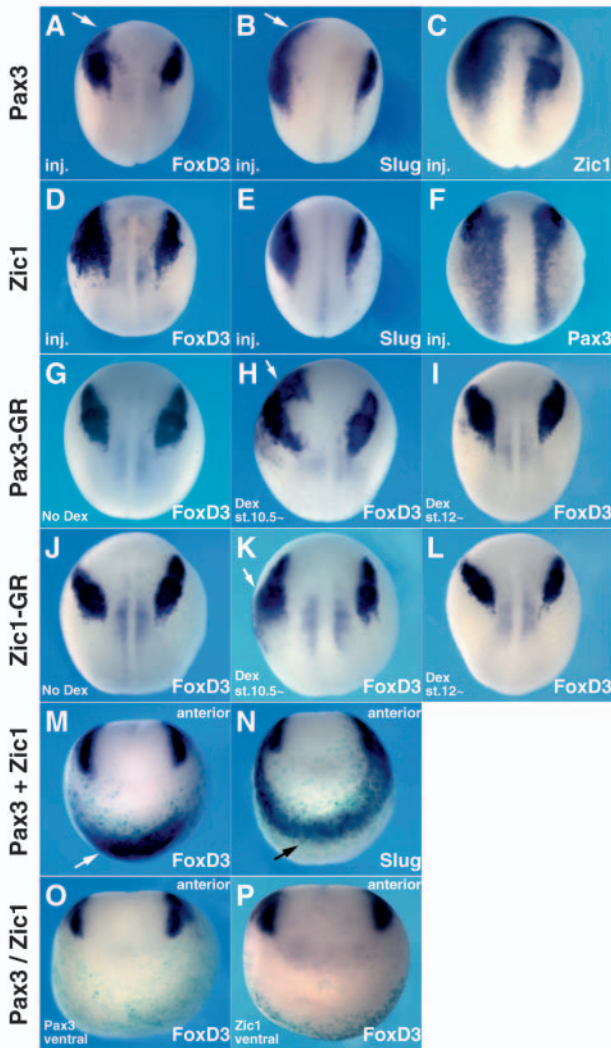 Pax3
A
inj.
FoxD3
B
inj.
Slug
C
inj.
Zic1
Zic1
D
inj.
FoxD3
E
inj.
Slug
F
inj.
Pax3
Pax3-GR
G
No Dex
FoxD3
H
Dex
st.10.5~
FoxD3
I
Dex
st.12~
FoxD3
Zic1-GR
J
No Dex
FoxD3
K
Dex
st.10.5~
FoxD3
L
Dex
st.12~
FoxD3
Pax3 + Zic1
M
anterior
FoxD3
N
anterior
Slug
Pax3 / Zic1
O
anterior
Pax3
ventral
FoxD3
P
anterior
Zic1
ventral
FoxD3